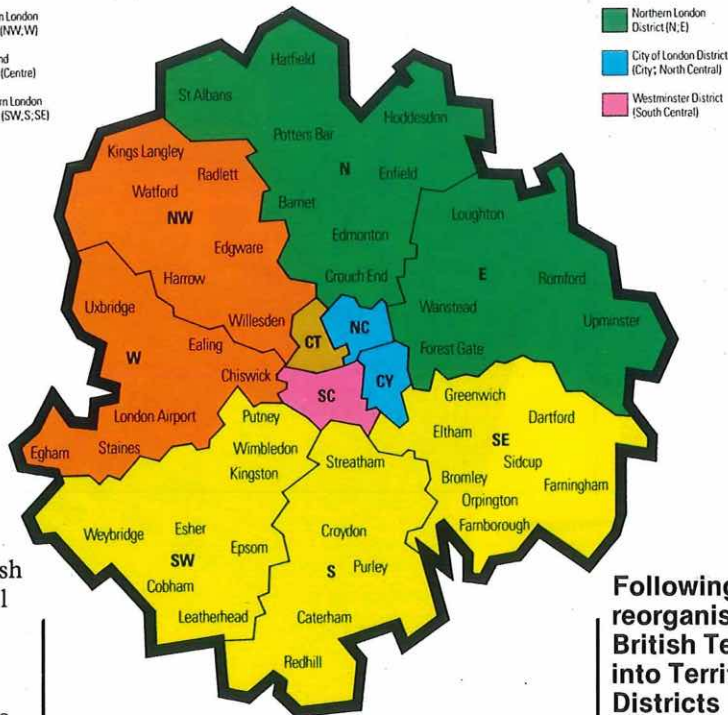 London
(NW, W)
(Centre)
London
(SW, S, SE)
Northern London
District (N; E)
City of London District
(City; North Central)
Westminster District
(South Central)
Hatfield
St Albans
Hoddesdon
Potters Bar
Kings Langley
Radlett
N
Enfield
Watford
Barnet
Loughton
NW
Edmonton
Edgware
E
Crouch End
Romford
Harrow
Uxbridge
Wanstead
Upminster
Willesden
NC
CT
Ealing
W
Forest Gate
Chiswick
CY
SC
Greenwich
London Airport
Putney
Dartford
Eltham
SE
Egham
Staines
Wimbledon
Streatham
Sidcup
Kingston
Bromley
Farningham
Orpington
Weybridge
Esher
Croydon
Farnborough
Epsom
SW
S
Purley
Cobham
Leatherhead
Caterham
Redhill
Following
reorganis
British Te
into Territ
Districts